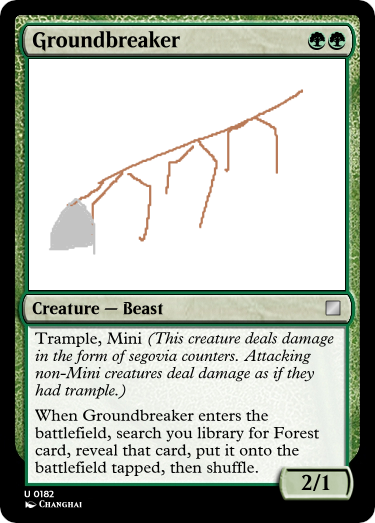 Groundbreaker
Creature — Beast
Trample, Mini (This creature deals damage
in the form of segovia counters. Attacking
non-Mini creatures deal damage as if they
had trample.)
When Groundbreaker enters the
battlefield, search you library for Forest
card, reveal that card, put it onto the
battlefield tapped, then shuffle.
2/1
U 0182
Changhai